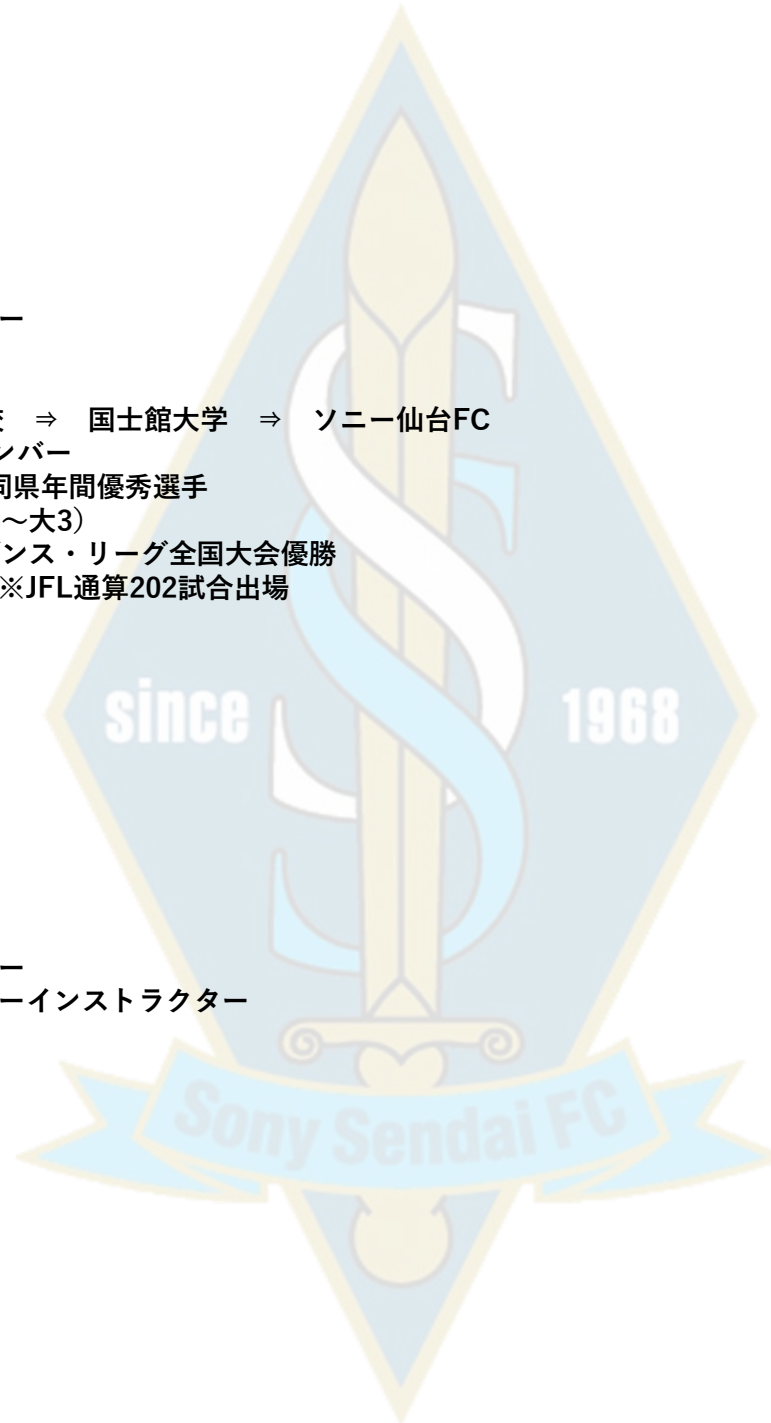 ー
校　⇒　国士館大学　⇒　ソニー仙台FC
ンバー
同県年間優秀選手
～大3）
デンス・リーグ全国大会優勝
※JFL通算202試合出場
since 1968
ー
ーインストラクター
Sony Sendai FC